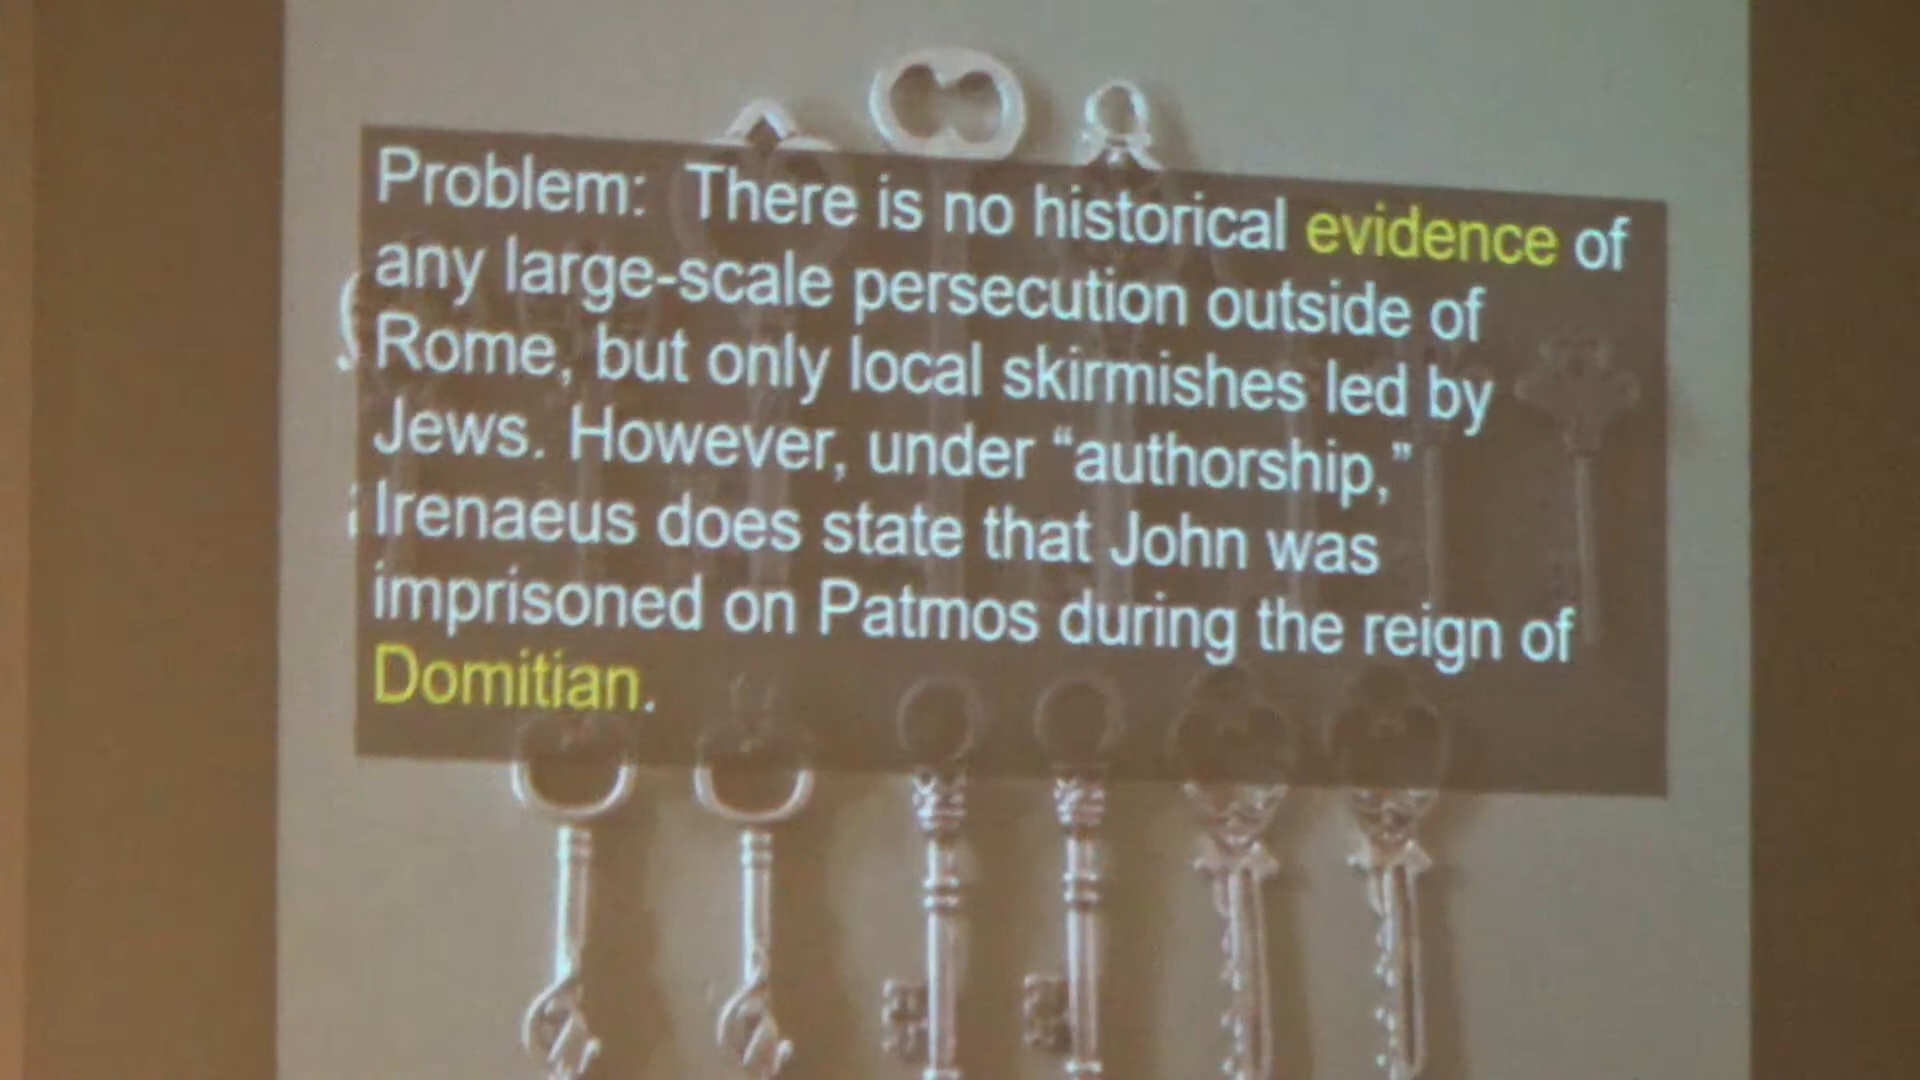 Problem: There is no historical evidence of
any large-scale persecution outside of
Rome, but only local skirmishes led by
Jews. However, under “authorship,”
Irenaeus does state that John was
imprisoned on Patmos during the reign of
Domitian.